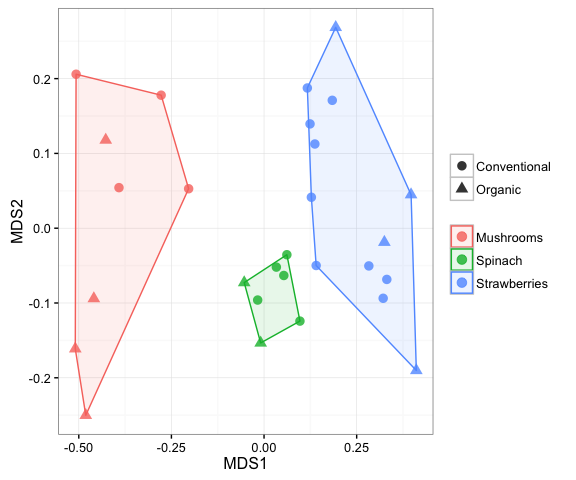 MDS2
0.2
0.1
0.0
-0.1
-0.2
-0.50
-0.25
0.00
0.25
MDS1
Conventional
Organic
Mushrooms
Spinach
Strawberries